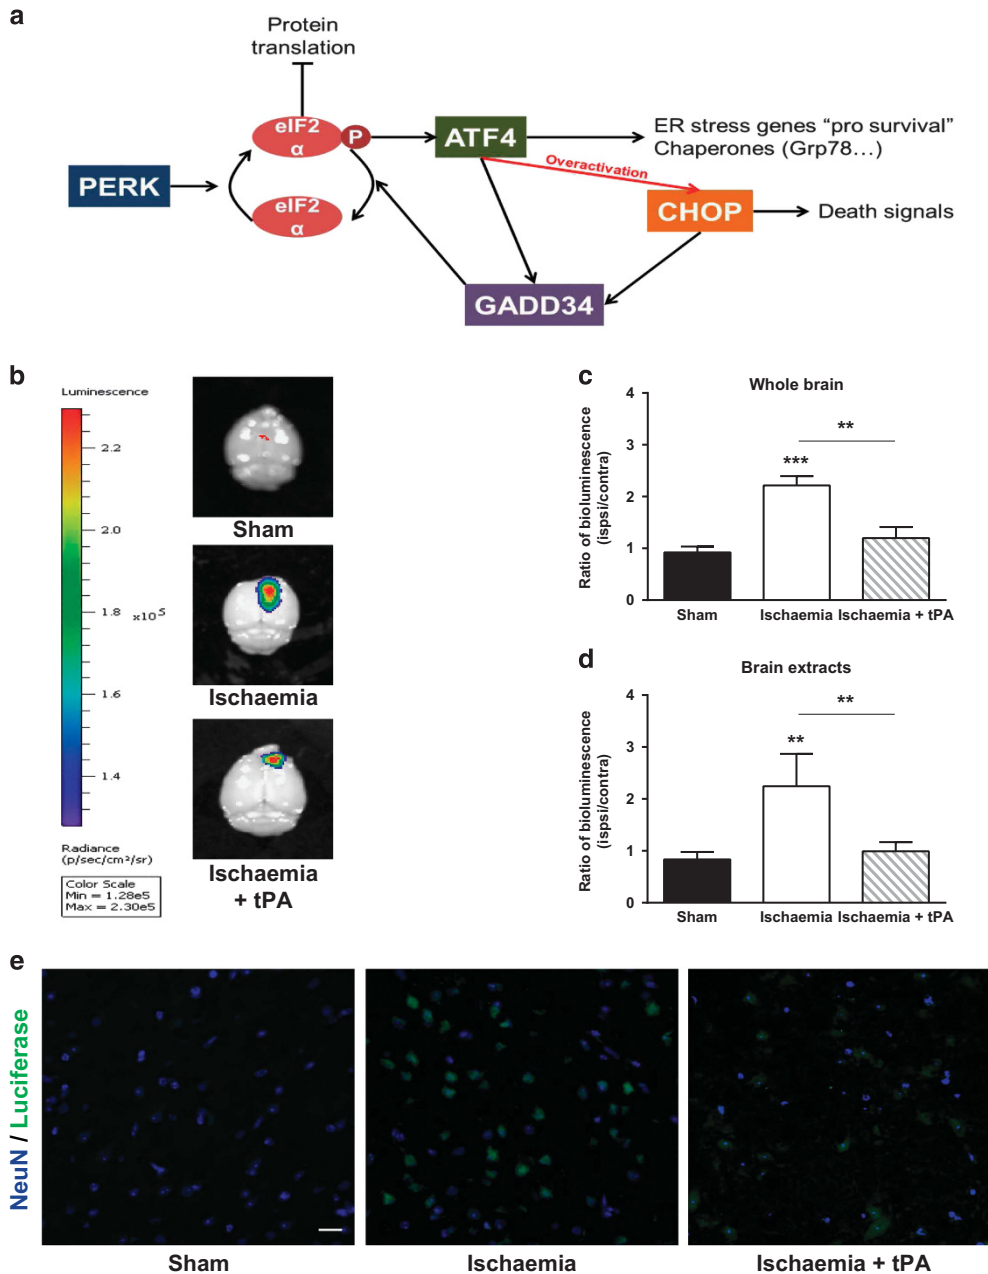 a
Protein
translation
eIF2
α
P
ATF4
ER stress genes “pro survival”
Chaperones (Grp78…)
Overactivation
PERK
eIF2
α
CHOP
Death signals
GADD34
b
Luminescence
2.2
2.0
1.8
x10⁵
1.6
1.4
Radiance
(p/sec/cm²/sr)
Color Scale
Min = 1.28e5
Max = 2.30e5
Sham
Ischaemia
Ischaemia
+ tPA
c
Whole brain
Ratio of bioluminescence
(ispsi/contra)
4
3
2
1
0
***
**
Sham
Ischaemia
Ischaemia + tPA
d
Brain extracts
Ratio of bioluminescence
(ispsi/contra)
4
3
2
1
0
**
**
Sham
Ischaemia
Ischaemia + tPA
e
NeuN / Luciferase
Sham
Ischaemia
Ischaemia + tPA